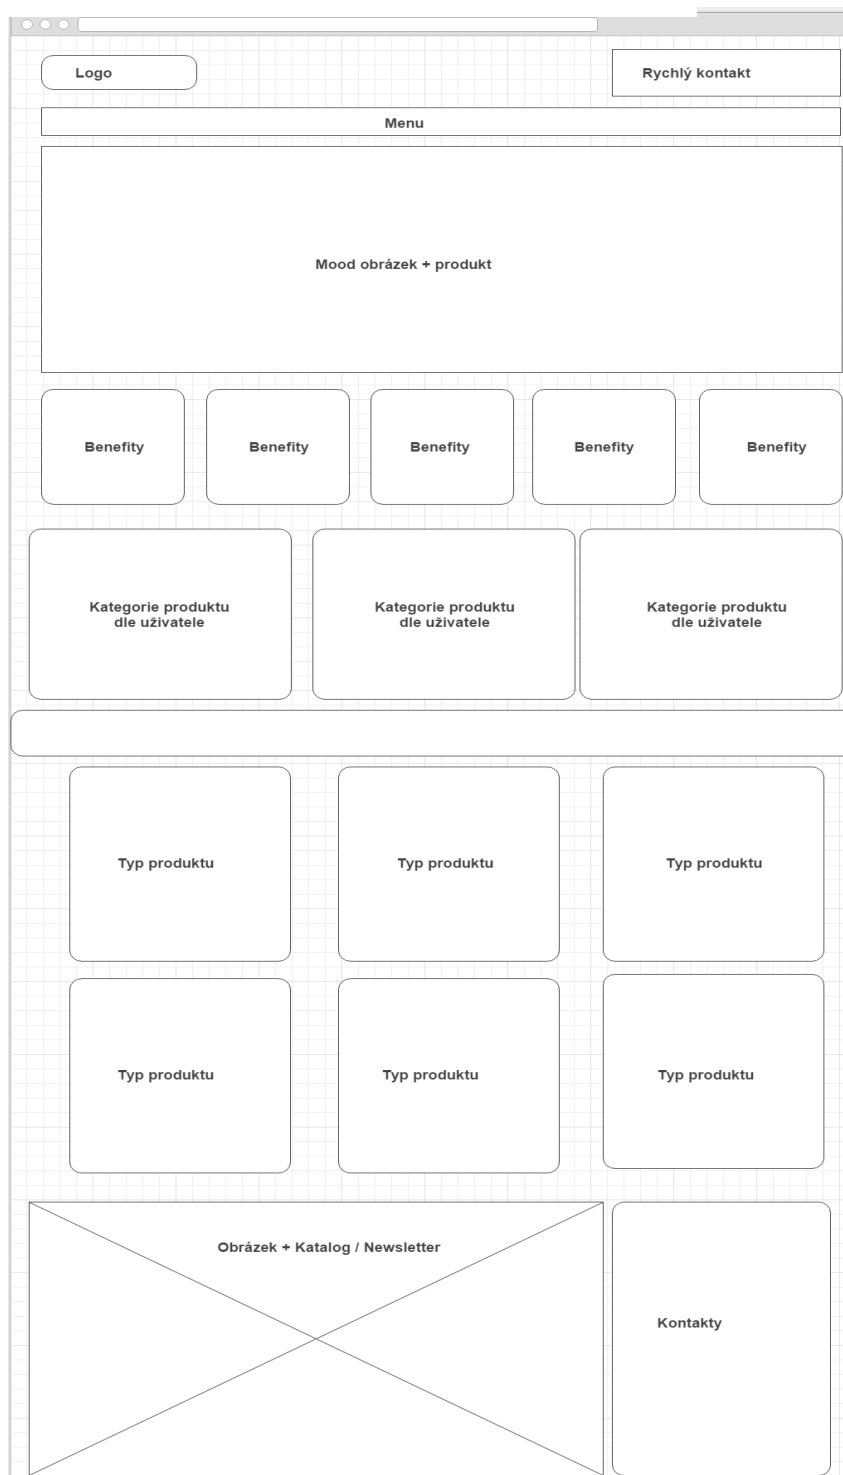 Logo
Rychlý kontakt
Menu
Mood obrázek + produkt
Benefity
Benefity
Benefity
Benefity
Benefity
Kategorie produktu
dle uživatele
Kategorie produktu
dle uživatele
Kategorie produktu
dle uživatele
Typ produktu
Typ produktu
Typ produktu
Typ produktu
Typ produktu
Typ produktu
Obrázek + Katalog / Newsletter
Kontakty